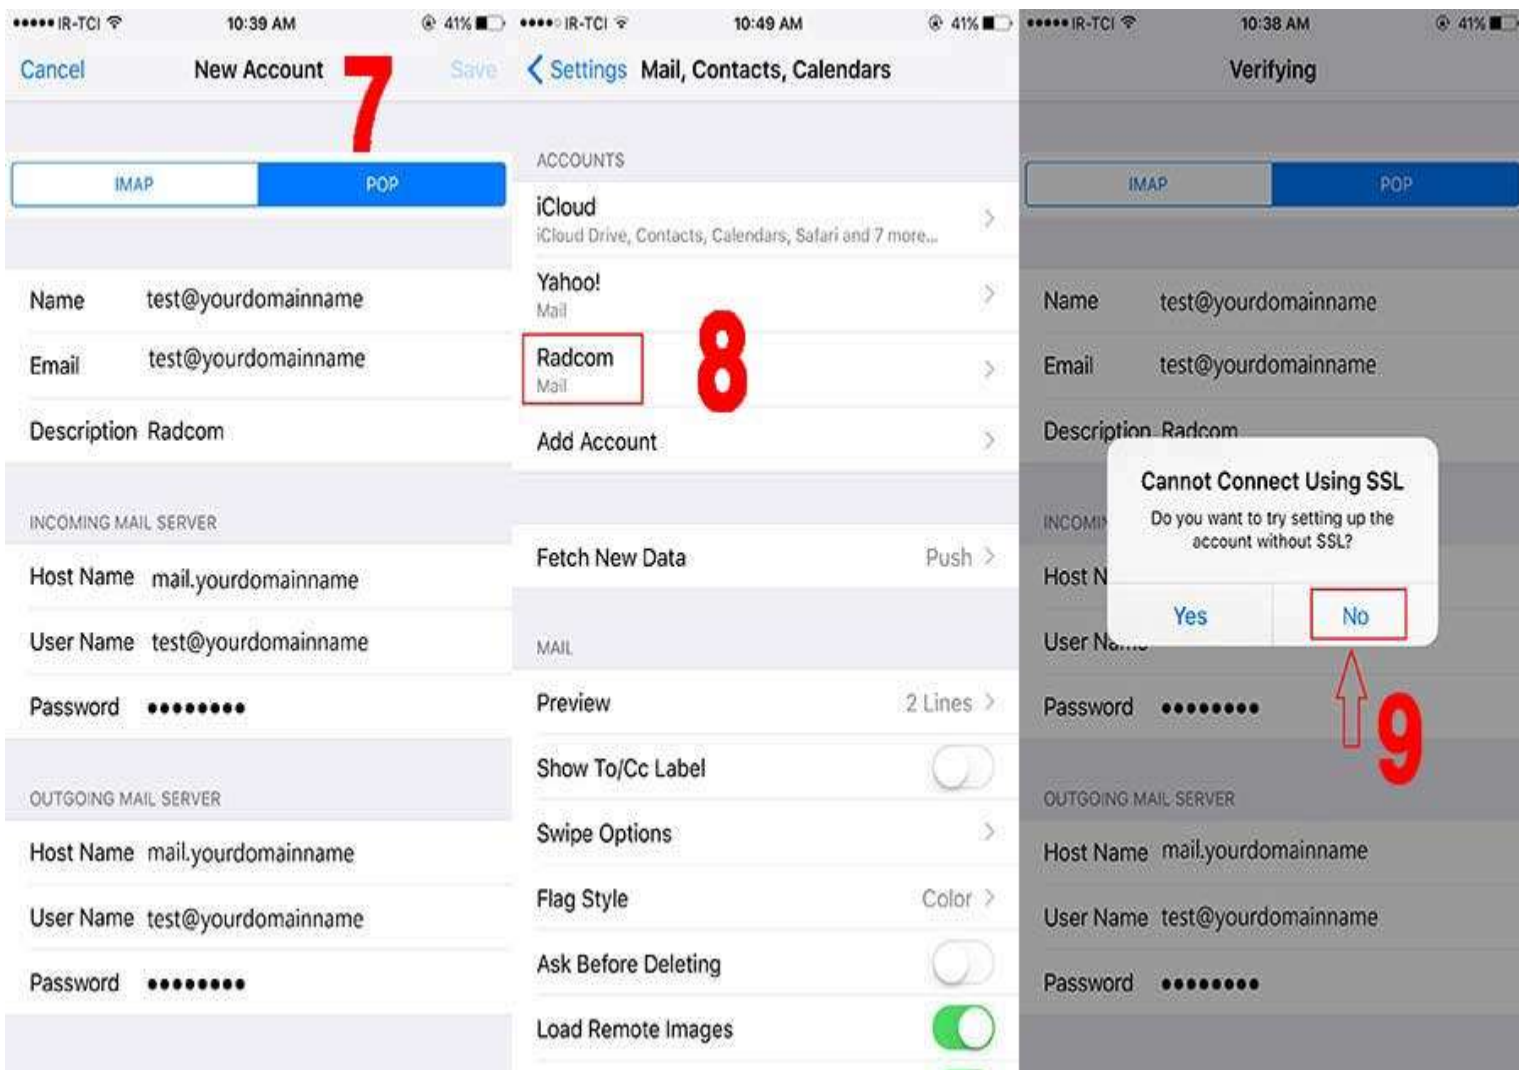 IR-TCI 10:39 AM 41%
Cancel New Account Save
7
IMAP POP
Name test@yourdomainname
Email test@yourdomainname
Description Radcom
INCOMING MAIL SERVER
Host Name mail.yourdomainname
User Name test@yourdomainname
Password ●●●●●●●●
OUTGOING MAIL SERVER
Host Name mail.yourdomainname
User Name test@yourdomainname
Password ●●●●●●●●
IR-TCI 10:49 AM 41%
Settings Mail, Contacts, Calendars
ACCOUNTS
iCloud
iCloud Drive, Contacts, Calendars, Safari and 7 more...
Yahoo!
Mail
Radcom
Mail
8
Add Account
Fetch New Data Push
MAIL
Preview 2 Lines
Show To/Cc Label
Swipe Options
Flag Style Color
Ask Before Deleting
Load Remote Images
IR-TCI 10:38 AM 41%
Verifying
IMAP POP
Name test@yourdomainname
Email test@yourdomainname
Description Radcom
Cannot Connect Using SSL
Do you want to try setting up the
account without SSL?
Yes No
9
INCOMI
Host N
User Name
Password ●●●●●●●●
OUTGOING MAIL SERVER
Host Name mail.yourdomainname
User Name test@yourdomainname
Password ●●●●●●●●